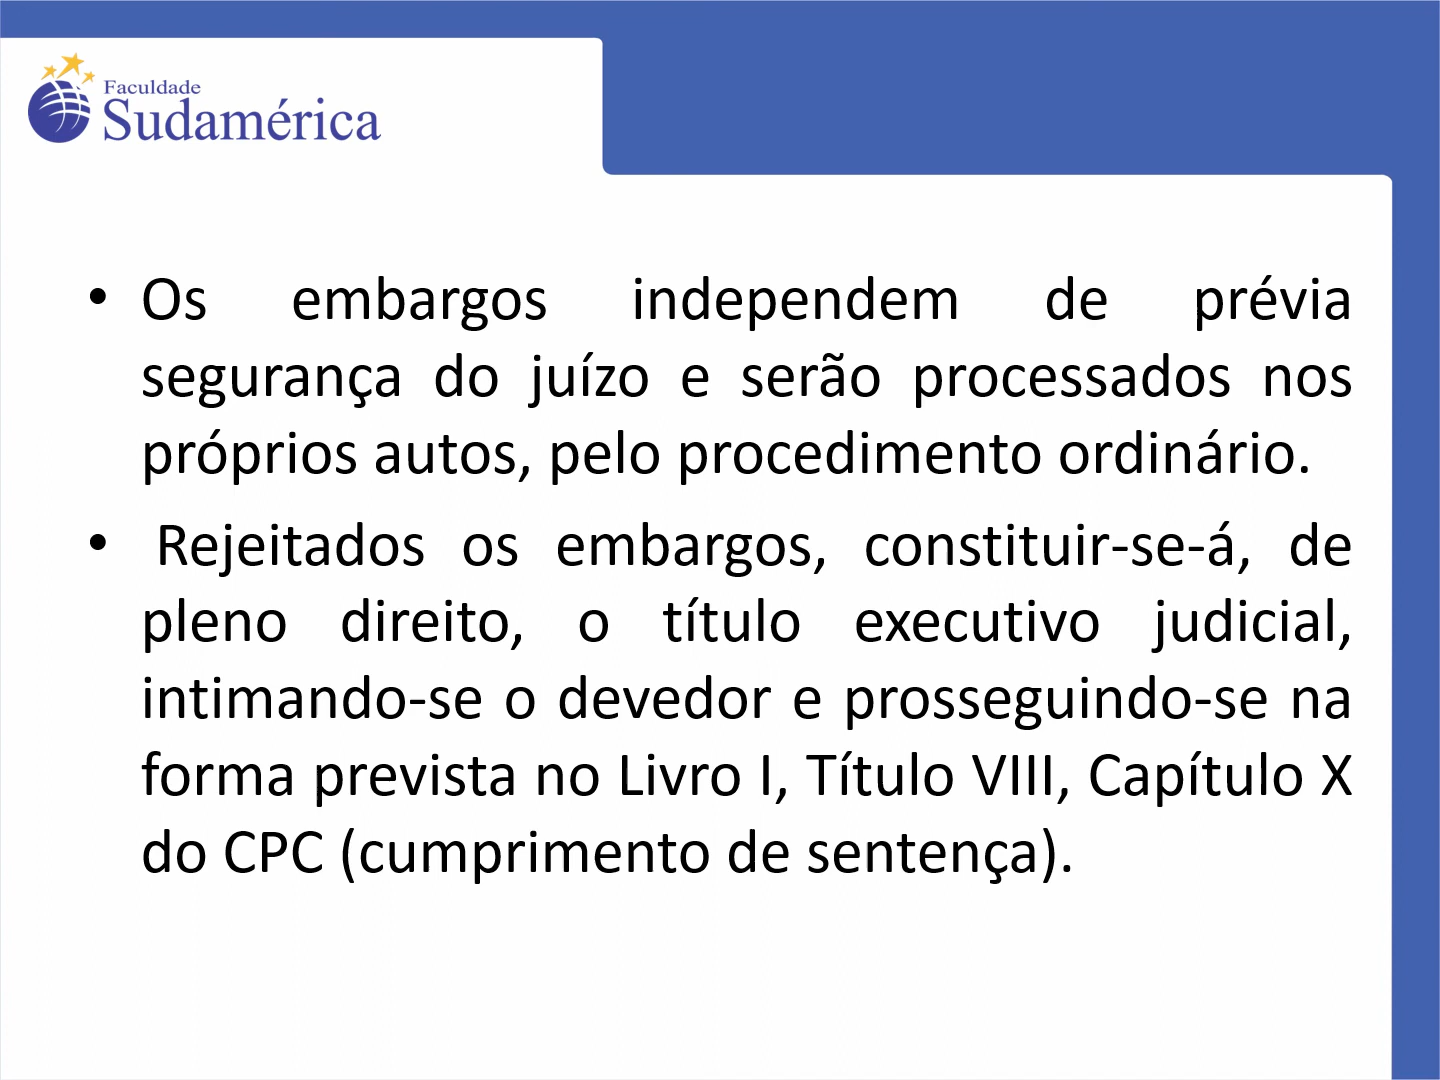 Faculdade
Sudamérica
• Os embargos independem de prévia
segurança do juízo e serão processados nos
próprios autos, pelo procedimento ordinário.
• Rejeitados os embargos, constituir-se-á, de
pleno direito, o título executivo judicial,
intimando-se o devedor e prosseguindo-se na
forma prevista no Livro I, Título VIII, Capítulo X
do CPC (cumprimento de sentença).